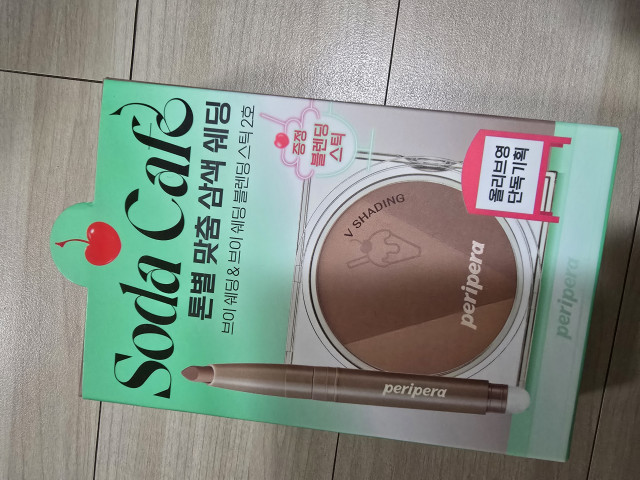 Soda Café
톤별 맞춤 삼색 쉐딩
브이 쉐딩 & 브이 쉐딩 블렌딩 스틱 2호
증정
블렌딩
스틱
올리브영
단독기획
V SHADING
peripera
peripera
peripera